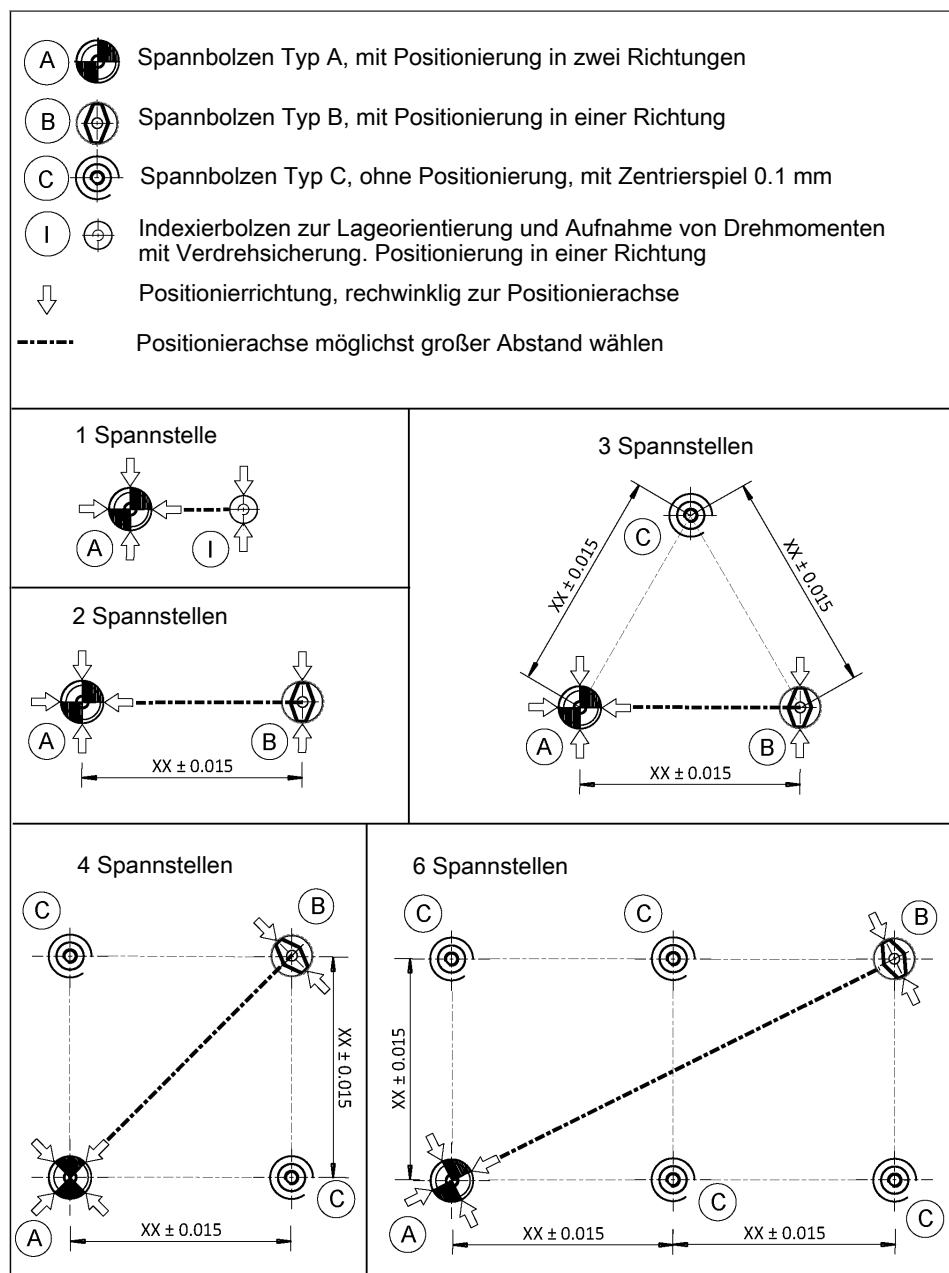 A Spannbolzen Typ A, mit Positionierung in zwei Richtungen
B Spannbolzen Typ B, mit Positionierung in einer Richtung
C Spannbolzen Typ C, ohne Positionierung, mit Zentrierspiel 0.1 mm
I Indexierbolzen zur Lageorientierung und Aufnahme von Drehmomenten
mit Verdrehsicherung. Positionierung in einer Richtung
Positionierrichtung, rechwinklig zur Positionierachse
Positionierachse möglichst großer Abstand wählen
1 Spannstelle
A
I
2 Spannstellen
A
B
XX ± 0.015
3 Spannstellen
C
XX ± 0.015
XX ± 0.015
A
B
XX ± 0.015
4 Spannstellen
C
B
XX ± 0.015
A
C
XX ± 0.015
6 Spannstellen
C
C
B
XX ± 0.015
A
C
C
XX ± 0.015
XX ± 0.015